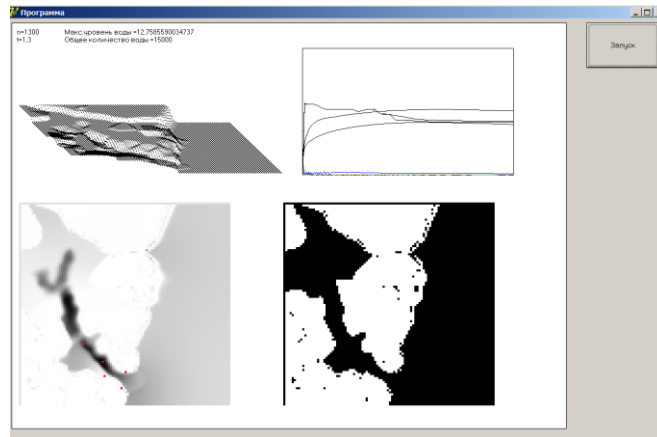 Программа
n=1300 Макс.уровень воды =12.7585590034737
t=1.3 Общее количество воды =15000
Запуск